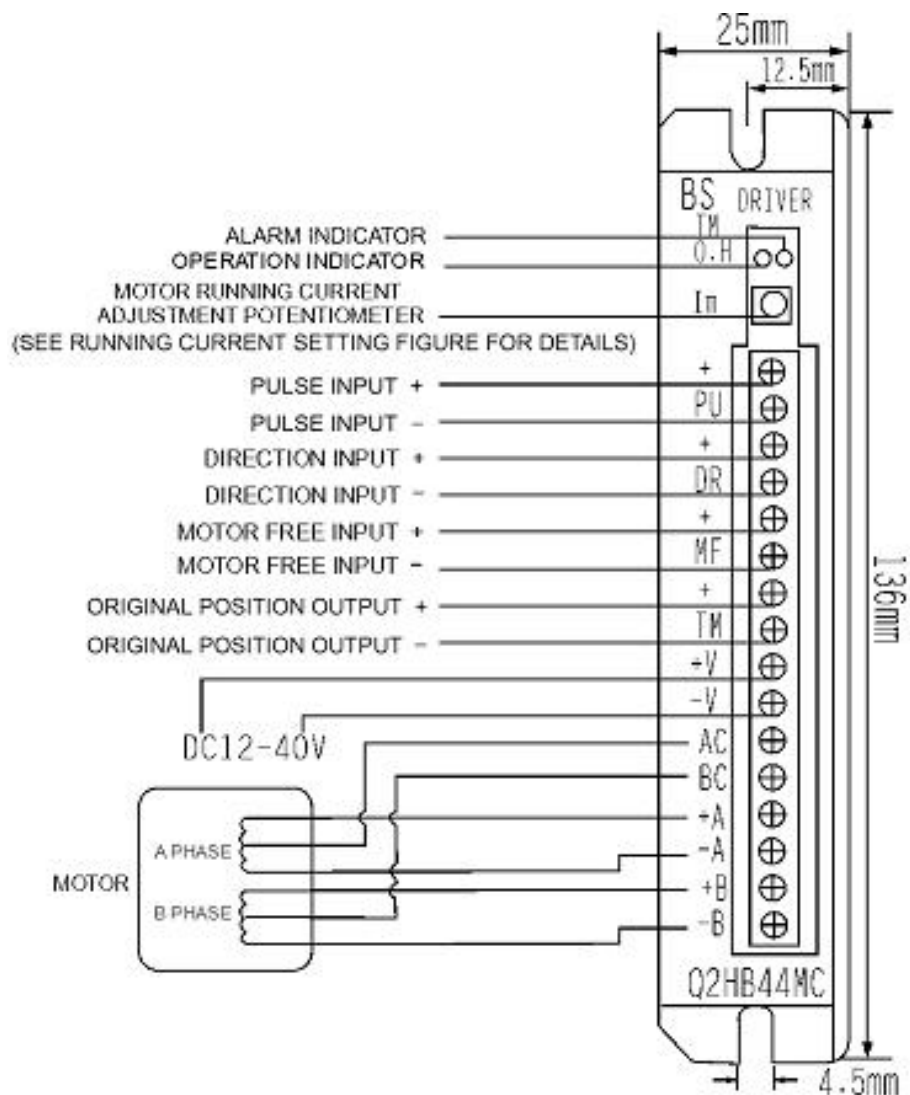 25mm
12.5mm
BS DRIVER
TM
O.H
Im
ALARM INDICATOR
OPERATION INDICATOR
MOTOR RUNNING CURRENT
ADJUSTMENT POTENTIOMETER
(SEE RUNNING CURRENT SETTING FIGURE FOR DETAILS)
PULSE INPUT +
PULSE INPUT -
DIRECTION INPUT +
DIRECTION INPUT -
MOTOR FREE INPUT +
MOTOR FREE INPUT -
ORIGINAL POSITION OUTPUT +
ORIGINAL POSITION OUTPUT -
DC12-40V
MOTOR
A PHASE
B PHASE
+
PU
+
DR
+
MF
+
TM
+V
-V
AC
BC
+A
-A
+B
-B
Q2HB44MC
136mm
4.5mm